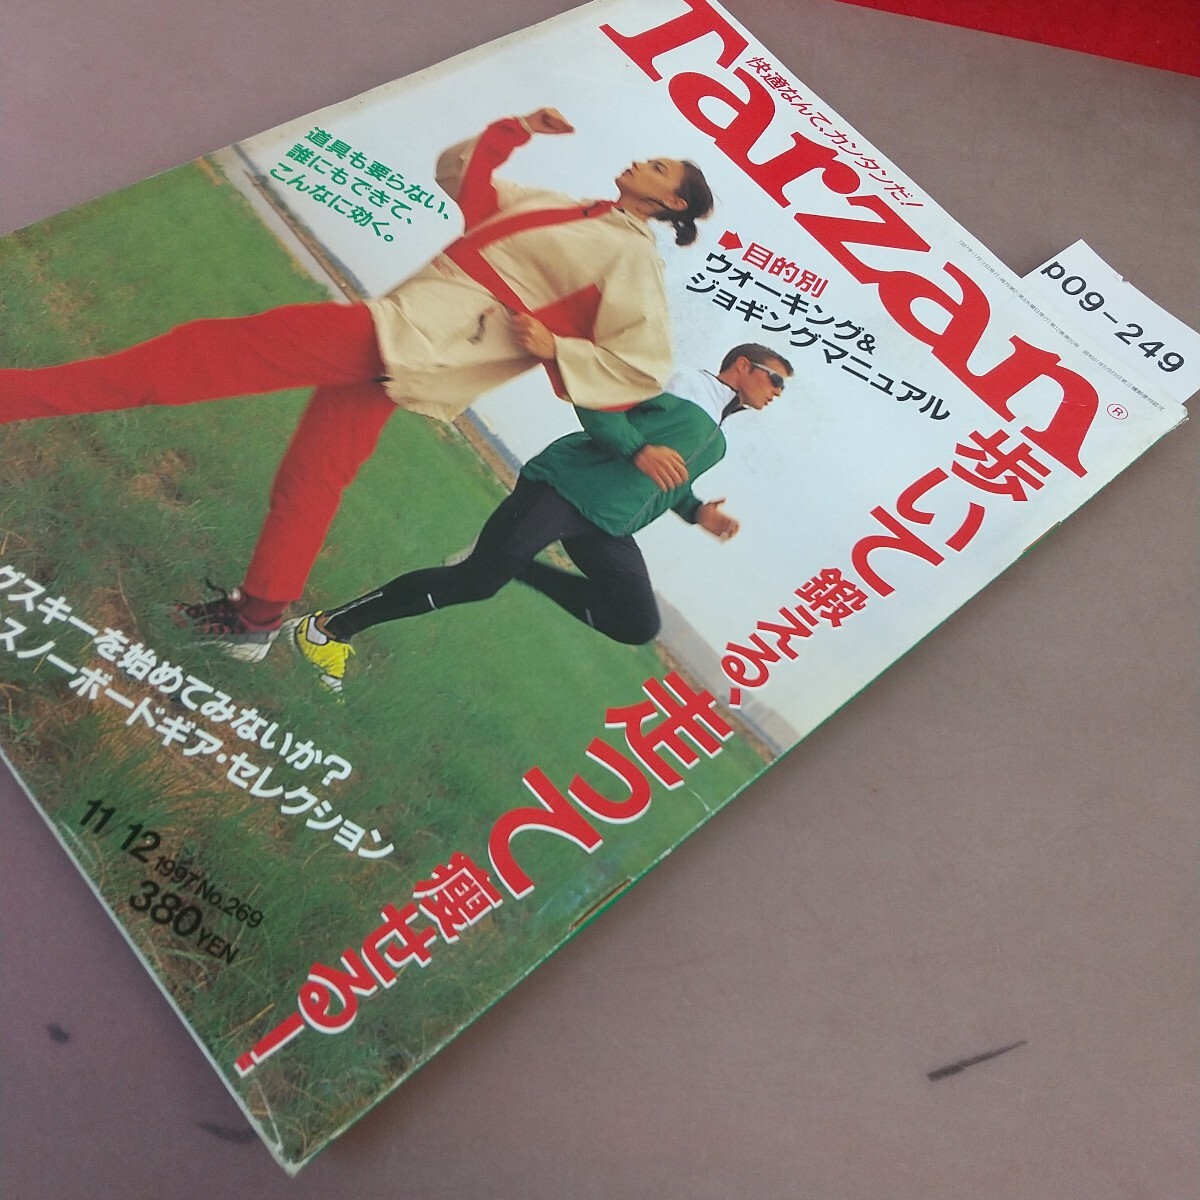 快適なんて、カンタンだ!
Tarzan
®
p09-249
道具も要らない、
誰にもできて、
こんなに効く。
目的別
ウオーキング&
ジョギングマニュアル
歩いて
鍛える、
走って
痩せる!
グスキーを始めてみないか?
スノーボードギア・セレクション
11/12
1997 No.269
380YEN